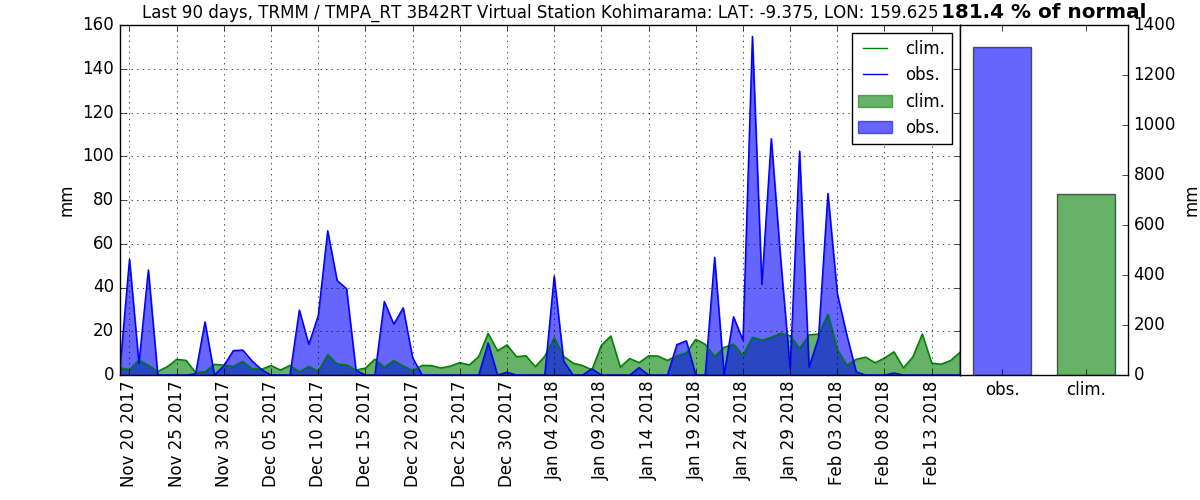 Last 90 days, TRMM / TMPA_RT 3B42RT Virtual Station Kohimarama: LAT: -9.375, LON: 159.625 181.4 % of normal
160
140
120
100
80
60
40
20
0
mm
clim.
obs.
clim.
obs.
1400
1200
1000
800
600
400
200
0
mm
Nov 20 2017
Nov 25 2017
Nov 30 2017
Dec 05 2017
Dec 10 2017
Dec 15 2017
Dec 20 2017
Dec 25 2017
Dec 30 2017
Jan 04 2018
Jan 09 2018
Jan 14 2018
Jan 19 2018
Jan 24 2018
Jan 29 2018
Feb 03 2018
Feb 08 2018
Feb 13 2018
obs.
clim.